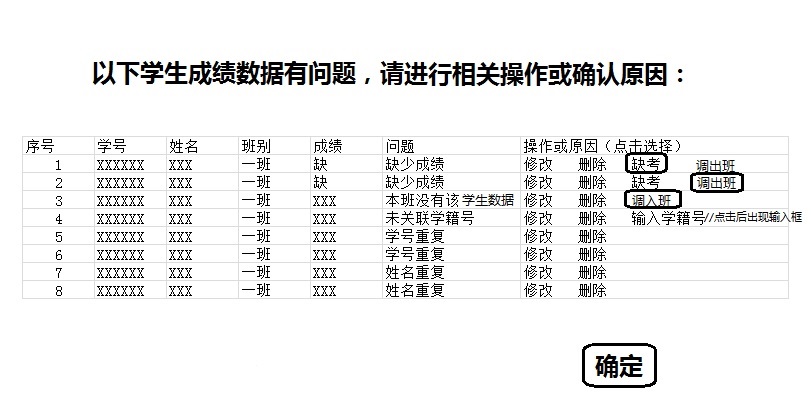 以下学生成绩数据有问题，请进行相关操作或确认原因：
序号 学号 姓名 班别 成绩 问题 操作或原因（点击选择）
1 XXXXXX XXX 一班 缺 缺少成绩 修改 删除 缺考 调出班
2 XXXXXX XXX 一班 缺 缺少成绩 修改 删除 缺考 调出班
3 XXXXXX XXX 一班 XXX 本班没有该学生数据 修改 删除 调入班
4 XXXXXX XXX 一班 XXX 未关联学籍号 修改 删除 输入学籍号//点击后出现输入框
5 XXXXXX XXX 一班 XXX 学号重复 修改 删除
6 XXXXXX XXX 一班 XXX 学号重复 修改 删除
7 XXXXXX XXX 一班 XXX 姓名重复 修改 删除
8 XXXXXX XXX 一班 XXX 姓名重复 修改 删除
确定